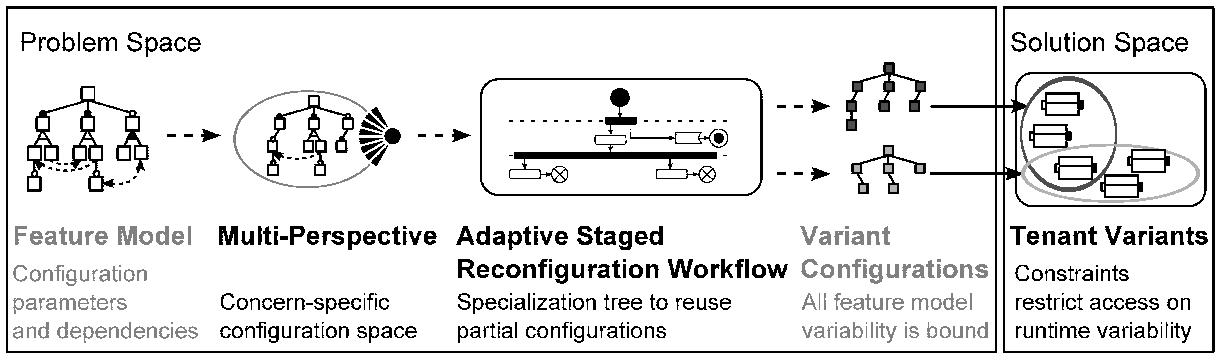 Problem Space
Solution Space
Feature Model
Configuration
parameters
and dependencies
Multi-Perspective
Concern-specific
configuration space
Adaptive Staged
Reconfiguration Workflow
Specialization tree to reuse
partial configurations
Variant
Configurations
All feature model
variability is bound
Tenant Variants
Constraints
restrict access on
runtime variability